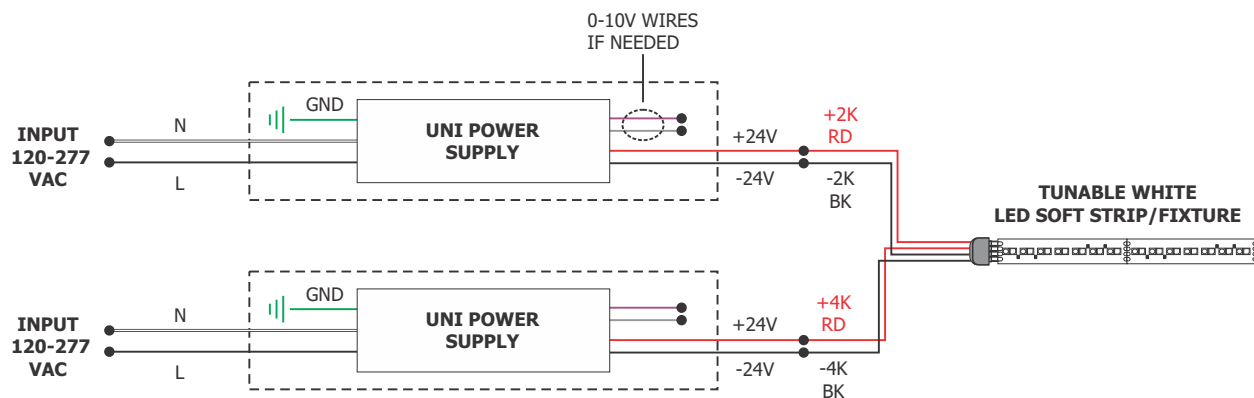 0-10V WIRES
IF NEEDED
GND
N
INPUT
120-277
VAC
L
UNI POWER
SUPPLY
+24V
-24V
+2K
RD
-2K
BK
TUNABLE WHITE
LED SOFT STRIP/FIXTURE
GND
N
INPUT
120-277
VAC
L
UNI POWER
SUPPLY
+24V
-24V
+4K
RD
-4K
BK